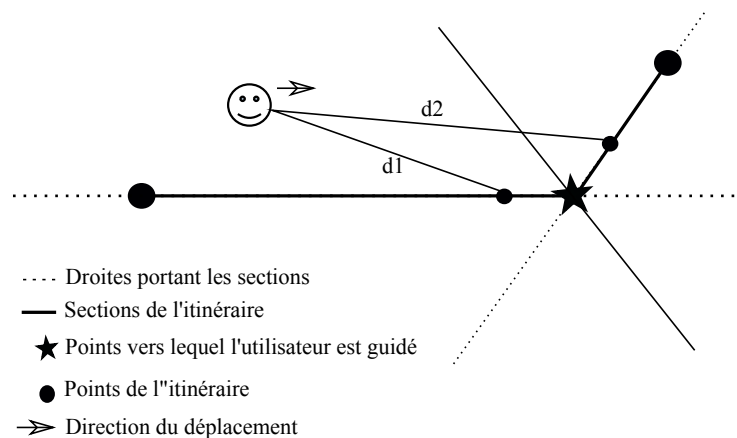 d2
d1
Droites portant les sections
Sections de l'itinéraire
Points vers lequel l'utilisateur est guidé
Points de l"itinéraire
Direction du déplacement